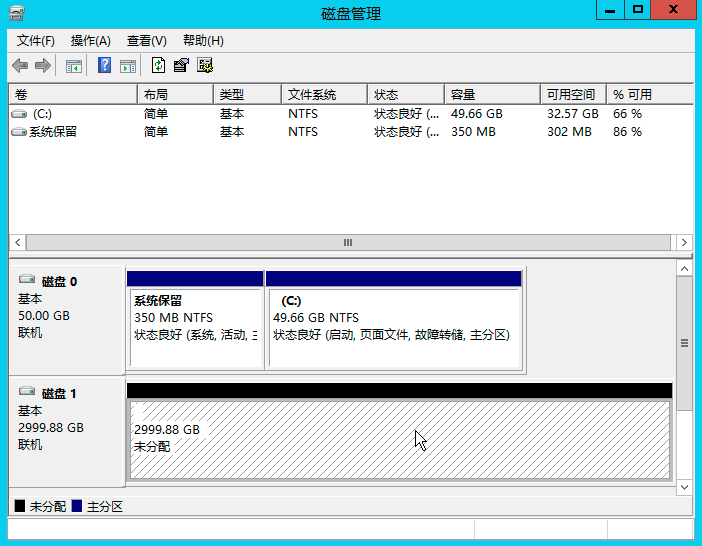 磁盘管理
文件(F) 操作(A) 查看(V) 帮助(H)
卷 布局 类型 文件系统 状态 容量 可用空间 % 可用
(C:) 简单 基本 NTFS 状态良好 (... 49.66 GB 32.57 GB 66 %
系统保留 简单 基本 NTFS 状态良好 (... 350 MB 302 MB 86 %
磁盘 0
基本
50.00 GB
联机
系统保留
350 MB NTFS
状态良好 (系统, 活动, 主
(C:)
49.66 GB NTFS
状态良好 (启动, 页面文件, 故障转储, 主分区)
磁盘 1
基本
2999.88 GB
联机
2999.88 GB
未分配
未分配 主分区